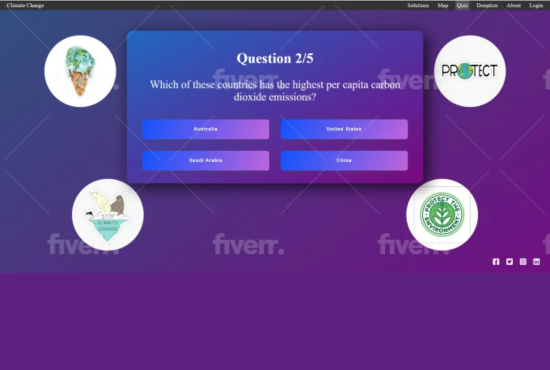 Climate Change
Solutions Map Quiz Donation About Login
Question 2/5
Which of these countries has the highest per capita carbon
dioxide emissions?
Australia
United States
Saudi Arabia
China
PROTECT
STOP
CLIMATE
CHANGE
PROTECT THE
ENVIRONMENT
fiverr.
fiverr.
fiverr.
fiverr.
fiverr.